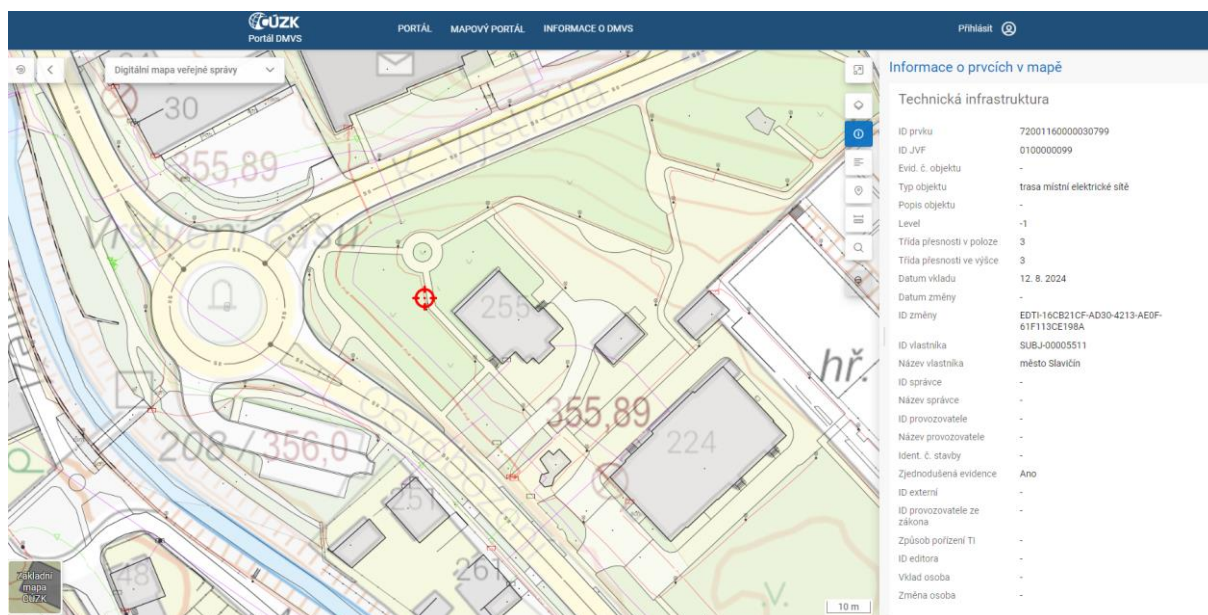 ČÚZK
Portál DMVS
PORTÁL
MAPOVÝ PORTÁL
INFORMACE O DMVS
Přihlásit
Digitální mapa veřejné správy
30
355,89
Vrstvení času
255
hř.
355,89
224
208 / 356,0
251
261
48
V.
Základní
mapa
ČÚZK
10 m
Informace o prvcích v mapě
Technická infrastruktura
ID prvku 72001160000030799
ID JVF 0100000099
Evid. č. objektu -
Typ objektu trasa místní elektrické sítě
Popis objektu -
Level -1
Třída přesnosti v poloze 3
Třída přesnosti ve výšce 3
Datum vkladu 12. 8. 2024
Datum změny -
ID změny EDTI-16CB21CF-AD30-4213-AE0F-
61F113CE198A
ID vlastníka SUBJ-00005511
Název vlastníka město Slavičín
ID správce -
Název správce -
ID provozovatele -
Název provozovatele -
Ident. č. stavby -
Zjednodušená evidence Ano
ID externí -
ID provozovatele ze
zákona -
Způsob pořízení TI -
ID editora -
Vklad osoba -
Změna osoba -